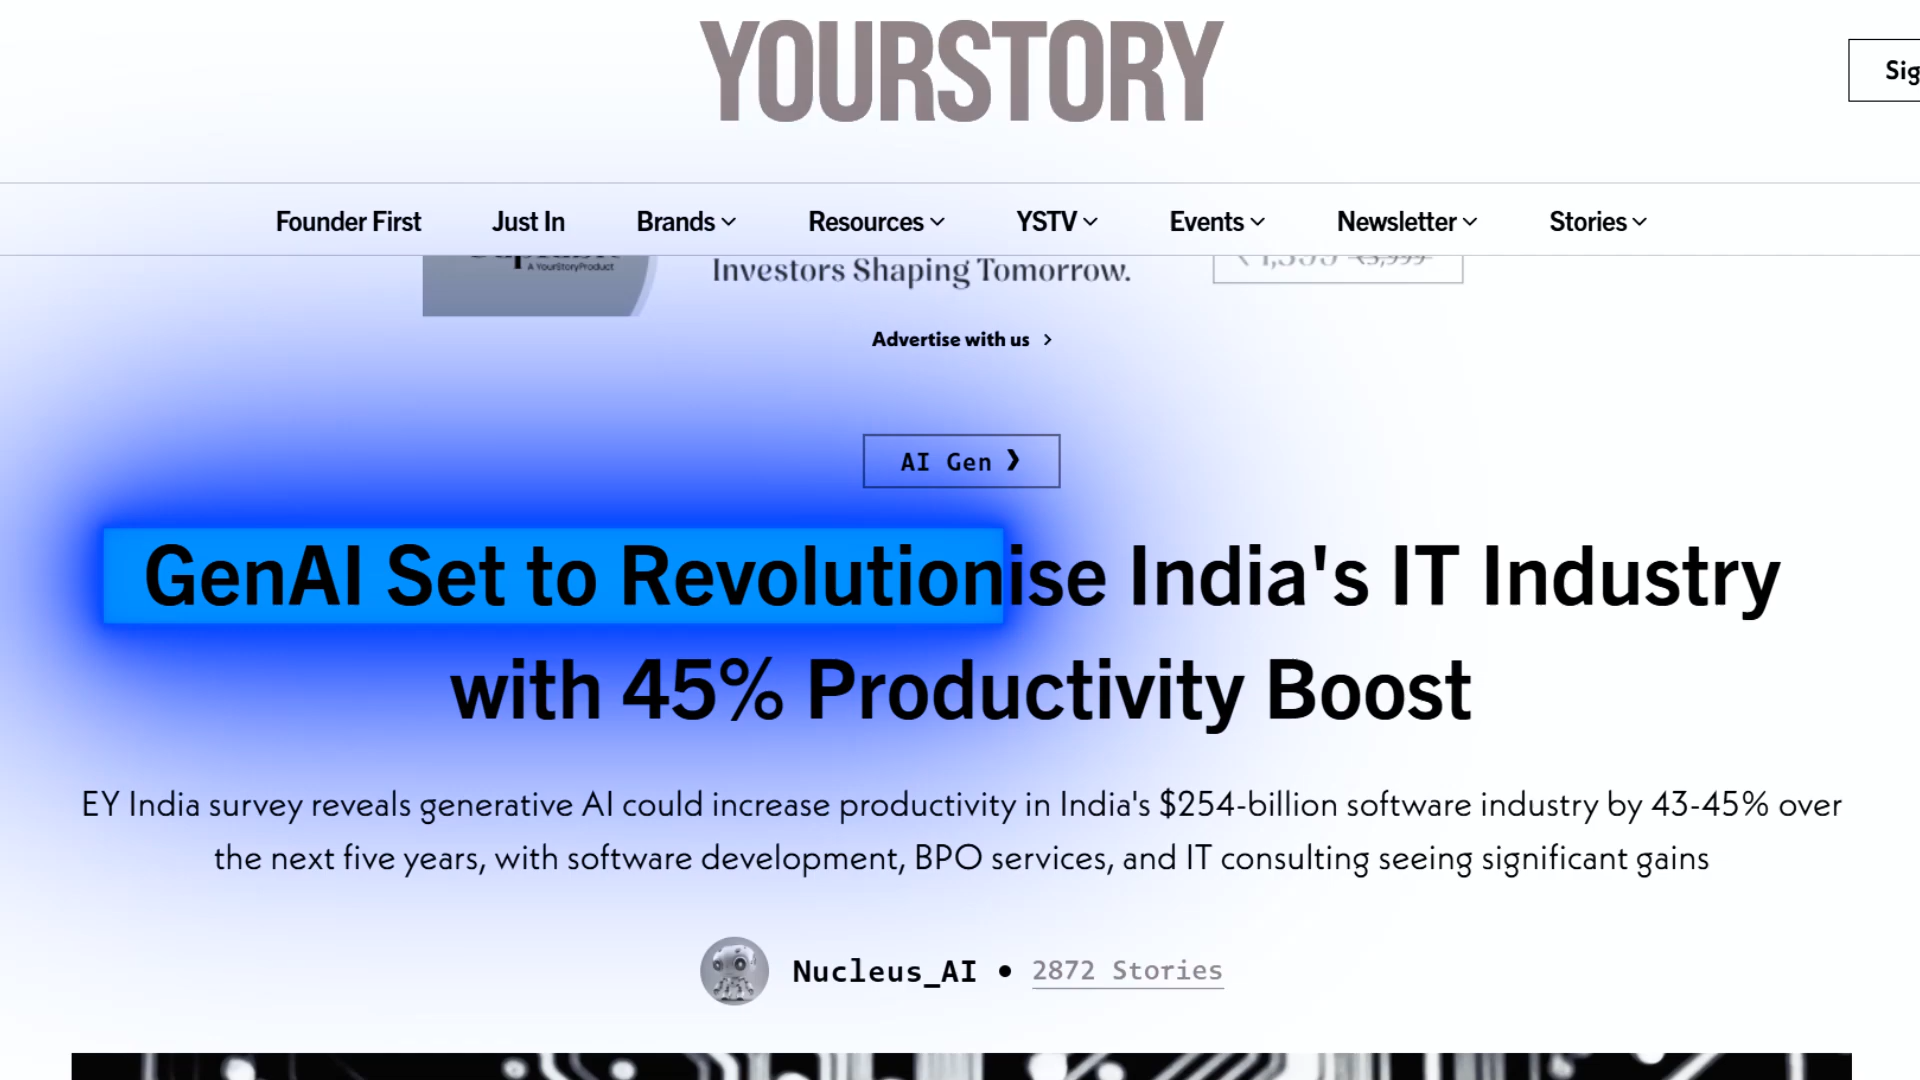 YOURSTORY
Sig
Founder First Just In Brands Resources YSTV Events Newsletter Stories
A YourStoryProduct
Investors Shaping Tomorrow.
Advertise with us
AI Gen
GenAI Set to Revolutionise India's IT Industry
with 45% Productivity Boost
EY India survey reveals generative AI could increase productivity in India's $254-billion software industry by 43-45% over
the next five years, with software development, BPO services, and IT consulting seeing significant gains
Nucleus_AI • 2872 Stories